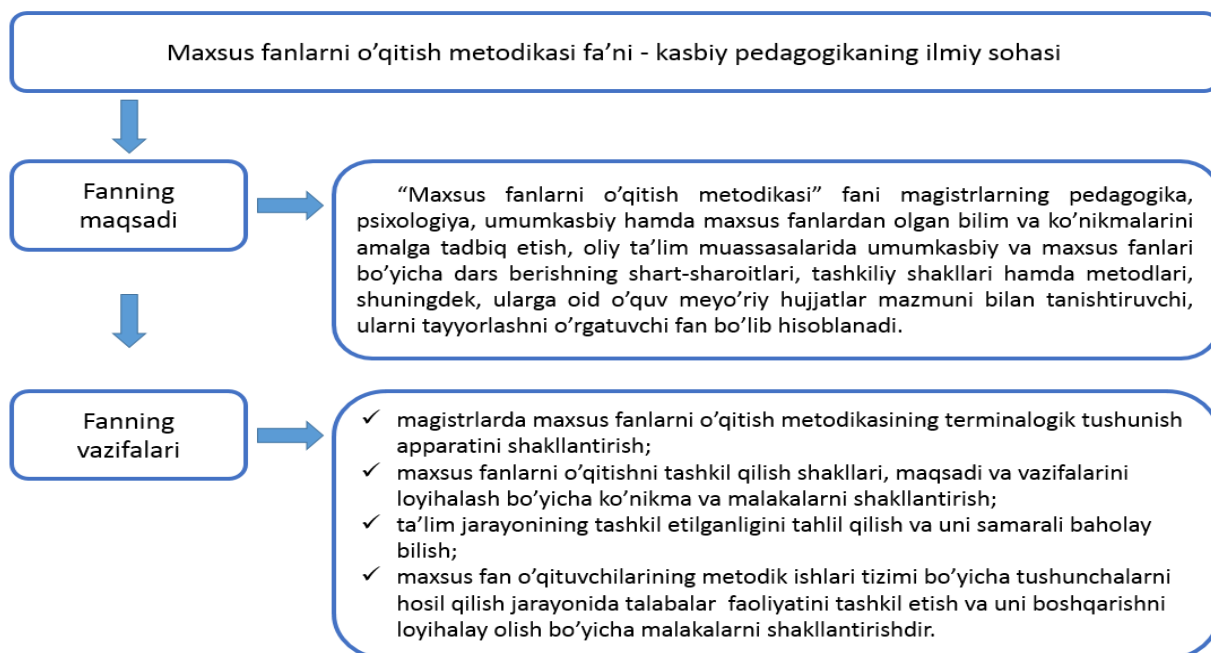 Maxsus fanlarni o’qitish metodikasi fa’ni - kasbiy pedagogikaning ilmiy sohasi
Fanning
maqsadi
“Maxsus fanlarni o’qitish metodikasi” fani magistrlarning pedagogika,
psixologiya, umumkasbiy hamda maxsus fanlardan olgan bilim va ko’nikmalarini
amalga tadbiq etish, oliy ta’lim muassasalarida umumkasbiy va maxsus fanlari
bo’yicha dars berishning shart-sharoitlari, tashkiliy shakllari hamda metodlari,
shuningdek, ularga oid o’quv meyo’riy hujjatlar mazmuni bilan tanishtiruvchi,
ularni tayyorlashni o’rgatuvchi fan bo’lib hisoblanadi.
Fanning
vazifalari
✓ magistrlarda maxsus fanlarni o’qitish metodikasining terminalogik tushunish
apparatini shakllantirish;
✓ maxsus fanlarni o’qitishni tashkil qilish shakllari, maqsadi va vazifalarini
loyihalash bo’yicha ko’nikma va malakalarni shakllantirish;
✓ ta’lim jarayonining tashkil etilganligini tahlil qilish va uni samarali baholay
bilish;
✓ maxsus fan o’qituvchilarining metodik ishlari tizimi bo’yicha tushunchalarni
hosil qilish jarayonida talabalar faoliyatini tashkil etish va uni boshqarishni
loyihalay olish bo’yicha malakalarni shakllantirishdir.